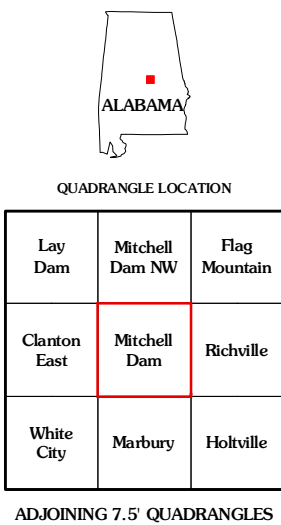 ALABAMA
QUADRANGLE LOCATION
Lay
Dam
Mitchell
Dam NW
Flag
Mountain
Clanton
East
Mitchell
Dam
Richville
White
City
Marbury
Holtville
ADJOINING 7.5' QUADRANGLES